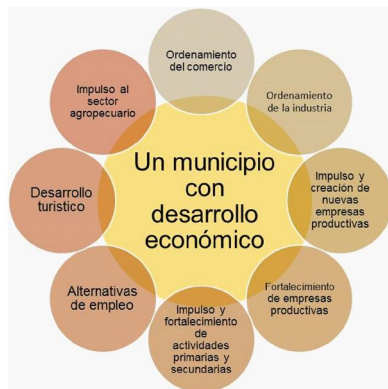 Un municipio
con
desarrollo
económico
Ordenamiento
del comercio
Ordenamiento
de la industria
Impulso y
creación de
nuevas
empresas
productivas
Fortalecimiento
de empresas
productivas
Impulso y
fortalecimiento
de
actividades
primarias y
secundarias
Alternativas
de empleo
Desarrollo
turistico
Impulso al
sector
agropecuario